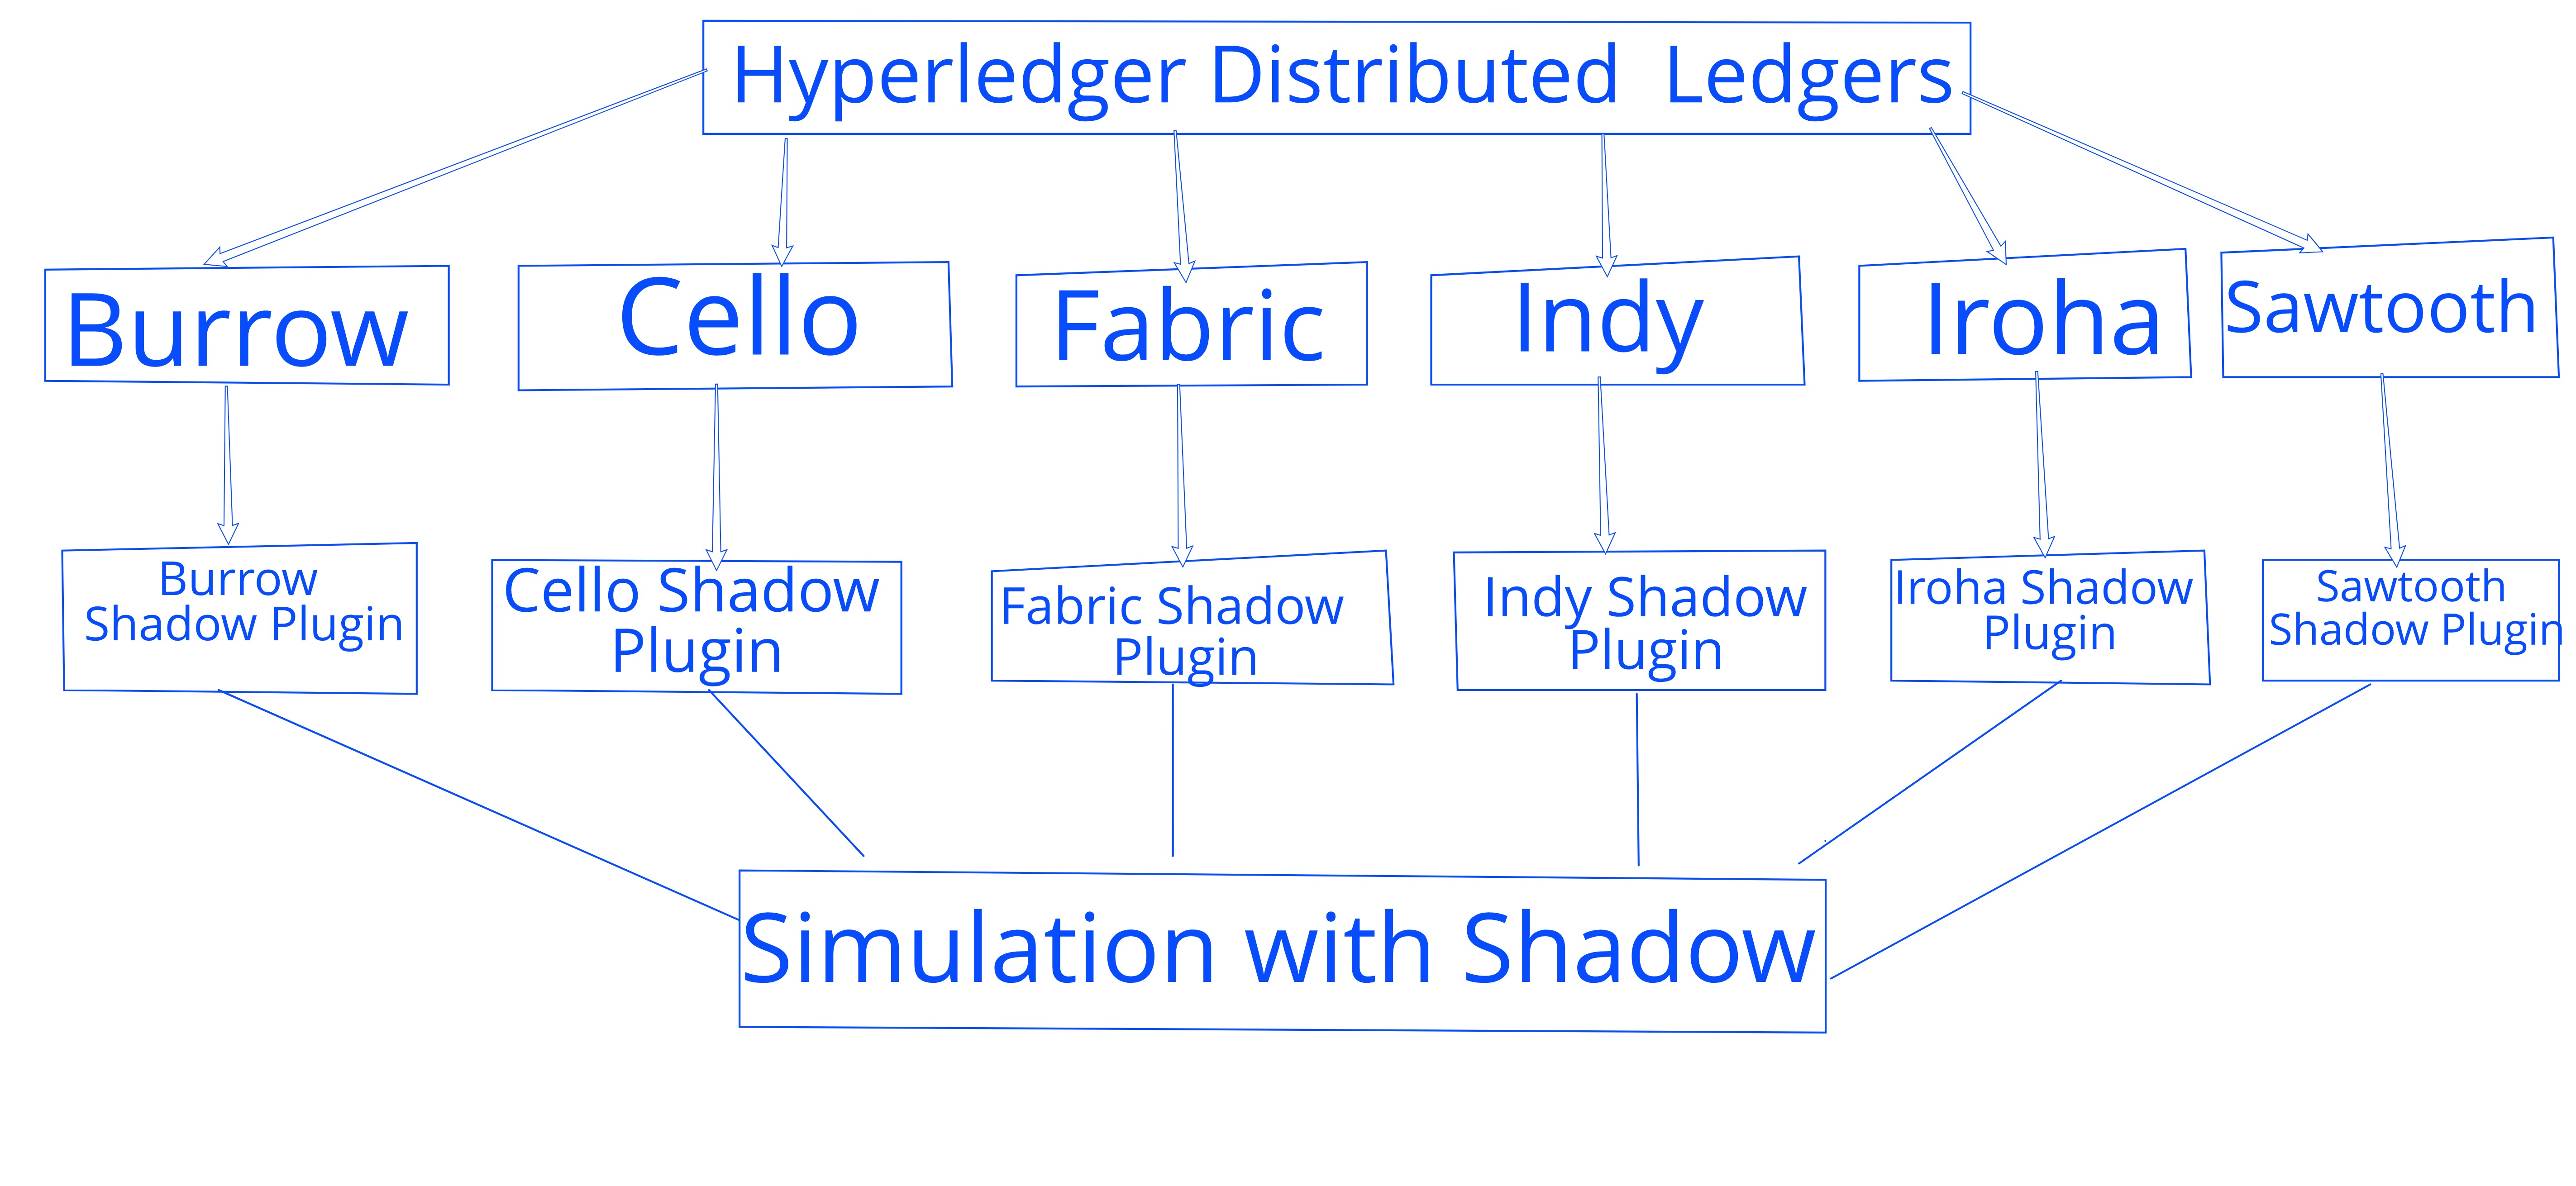 Hyperledger Distributed  Ledgers
Burrow
Cello
Fabric
Indy
Iroha
Sawtooth
Burrow
Shadow Plugin
Cello Shadow
Plugin
Fabric Shadow
Plugin
Indy Shadow
Plugin
Iroha Shadow
Plugin
Sawtooth
Shadow Plugin
Simulation with Shadow